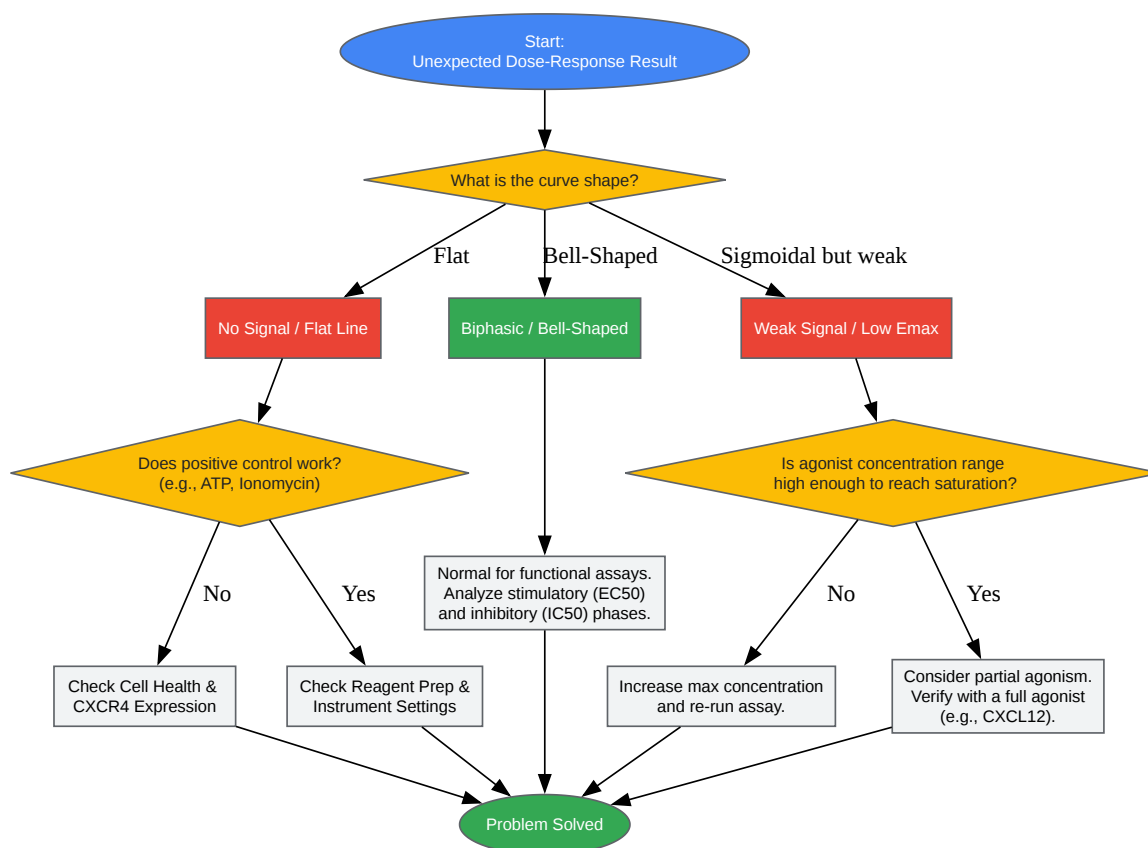 Start:
Unexpected Dose-Response Result
What is the curve shape?
Flat
Bell-Shaped
Sigmoidal but weak
No Signal / Flat Line
Biphasic / Bell-Shaped
Weak Signal / Low Emax
Does positive control work?
(e.g., ATP, Ionomycin)
Is agonist concentration range
high enough to reach saturation?
Normal for functional assays.
Analyze stimulatory (EC50)
and inhibitory (IC50) phases.
No
Yes
No
Yes
Check Cell Health &
CXCR4 Expression
Check Reagent Prep &
Instrument Settings
Increase max concentration
and re-run assay.
Consider partial agonism.
Verify with a full agonist
(e.g., CXCL12).
Problem Solved